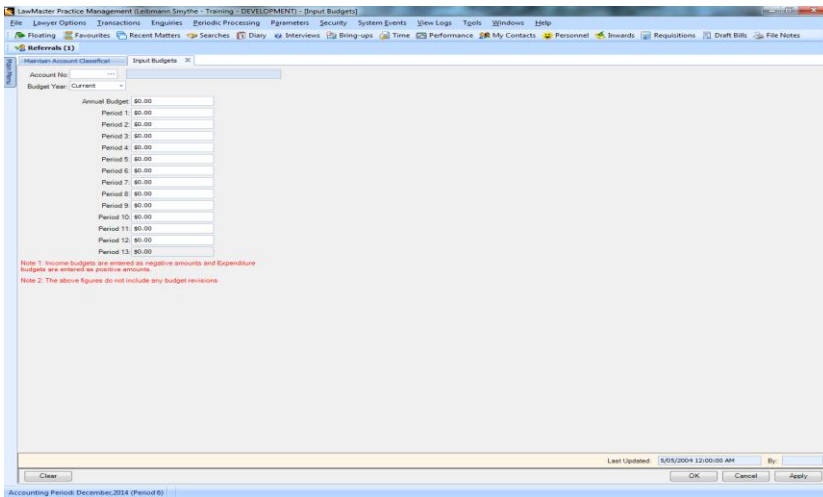 LawMaster Practice Management (Leibmann Smythe - Training - DEVELOPMENT) - [Input Budgets]
File Lawyer Options Transactions Enquiries Periodic Processing Parameters Security System Events View Logs Tools Windows Help
Floating Favourites Recent Matters Searches Diary Interviews Bring-ups Time Performance My Contacts Personnel Inwards Requisitions Draft Bills File Notes
Referrals (1)
Main Menu
Maintain Account Classificati Input Budgets
Account No:
Budget Year: Current
Annual Budget: $0.00
Period 1: $0.00
Period 2: $0.00
Period 3: $0.00
Period 4: $0.00
Period 5: $0.00
Period 6: $0.00
Period 7: $0.00
Period 8: $0.00
Period 9: $0.00
Period 10: $0.00
Period 11: $0.00
Period 12: $0.00
Period 13: $0.00
Note 1: Income budgets are entered as negative amounts and Expenditure
budgets are entered as positive amounts.
Note 2: The above figures do not include any budget revisions
Last Updated: 5/05/2004 12:00:00 AM By:
Clear OK Cancel Apply
Accounting Period: December,2014 (Period 6)